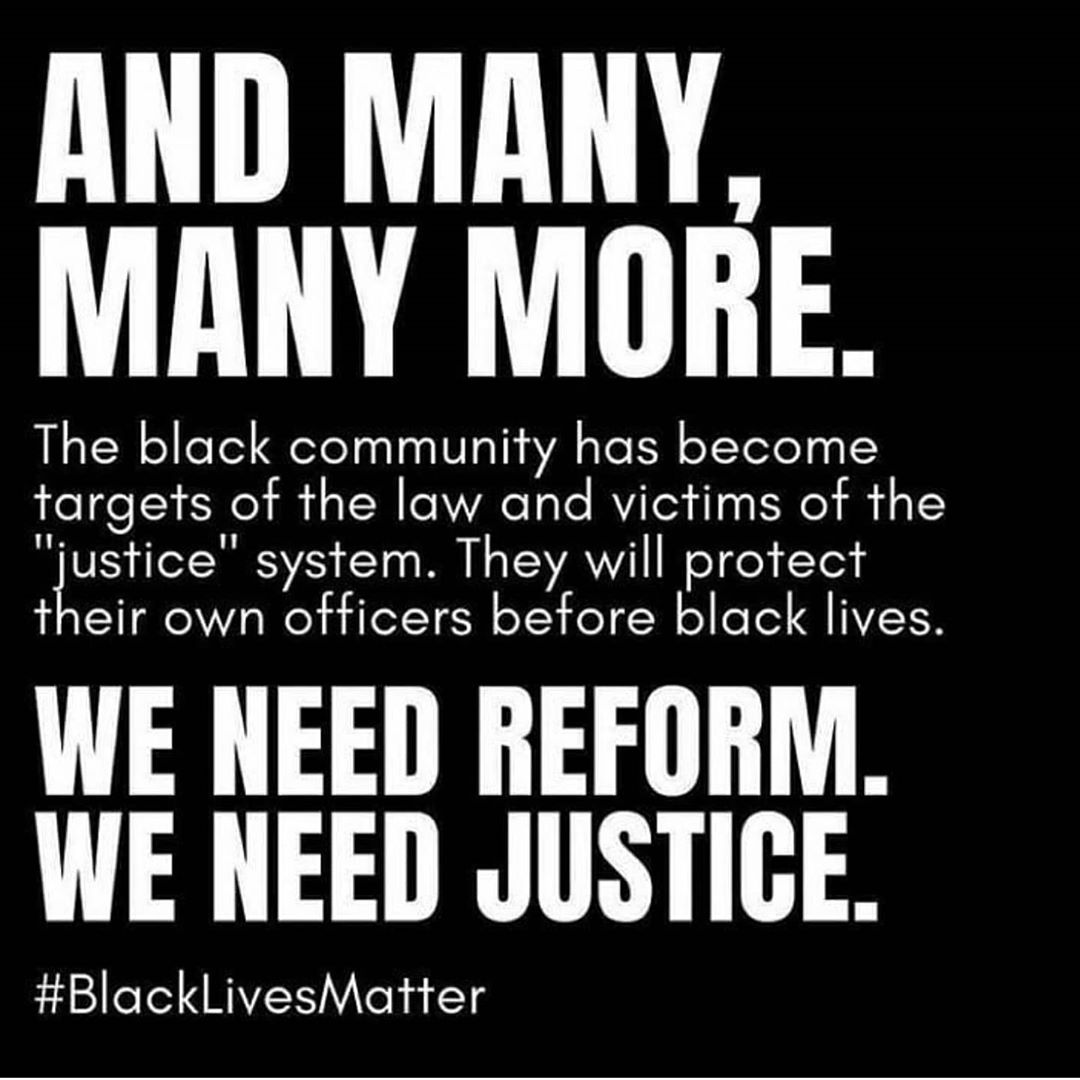 AND MANY,
MANY MORE.
The black community has become
targets of the law and victims of the
"justice" system. They will protect
their own officers before black lives.
WE NEED REFORM.
WE NEED JUSTICE.
#BlackLivesMatter